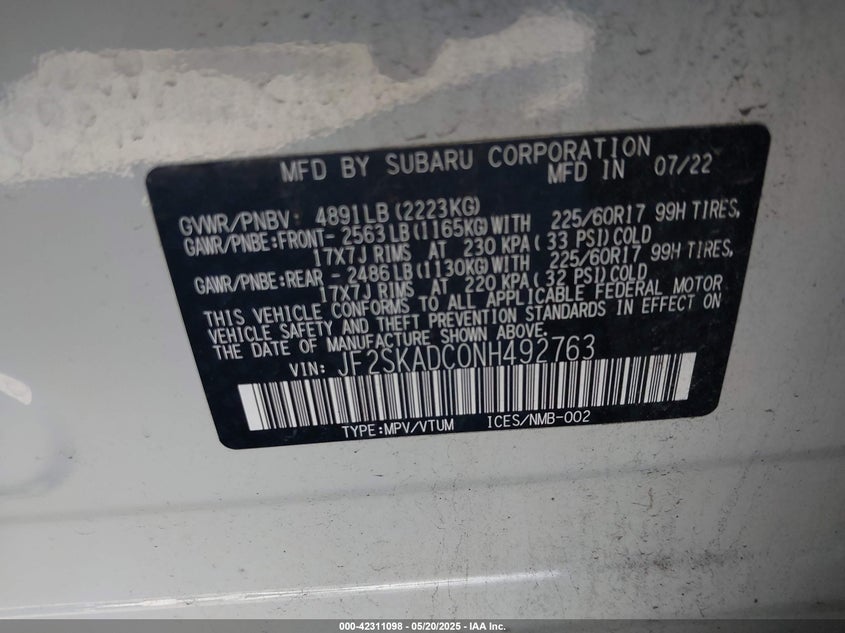 MFD BY SUBARU CORPORATION
MFD IN 07/22
GVWR/PNBV: 4891LB(2223KG)
GAWR/PNBE:FRONT- 2563LB(1165KG)WITH 225/60R17 99H TIRES,
17X7J RIMS AT 230 KPA( 33 PSI)COLD
GAWR/PNBE:REAR - 2486LB(1130KG)WITH 225/60R17 99H TIRES,
17X7J RIMS AT 220 KPA( 32 PSI)COLD
THIS VEHICLE CONFORMS TO ALL APPLICABLE FEDERAL MOTOR
VEHICLE SAFETY AND THEFT PREVENTION STANDARDS IN EFFECT ON
THE DATE OF MANUFACTURE SHOWN ABOVE.
VIN: JF2SKADC0NH492763
TYPE:MPV/VTUM ICES/NMB-002
000-42311098 - 05/20/2025 - IAA Inc.